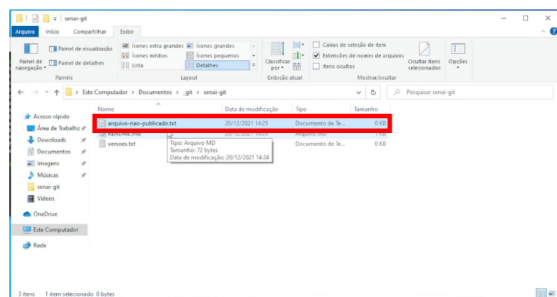 senai-git
Arquivo Início Compartilhar Exibir
Painel de navegação
Painel de visualização
Painel de detalhes
Painéis
Ícones extra grandes Ícones grandes
Ícones médios Ícones pequenos
Lista Detalhes
Layout
Classificar por
Exibição atual
Caixas de seleção de item
Extensões de nomes de arquivos
Itens ocultos
Ocultar itens selecionados
Opções
Mostrar/ocultar
Este Computador > Documentos > _git > senai-git
Pesquisar senai-git
Nome Data de modificação Tipo Tamanho
arquivo-nao-publicado.txt 20/12/2021 14:25 Documento de Te... 0 KB
Arquivo MD
Documento de Te... 0 KB
Tipo: Arquivo MD
Tamanho: 72 bytes
Data de modificação: 20/12/2021 14:24
Acesso rápido
Área de Trabalho
Downloads
Documentos
Imagens
Músicas
senai-git
Vídeos
OneDrive
Este Computador
Rede
3 itens 1 item selecionado 0 bytes